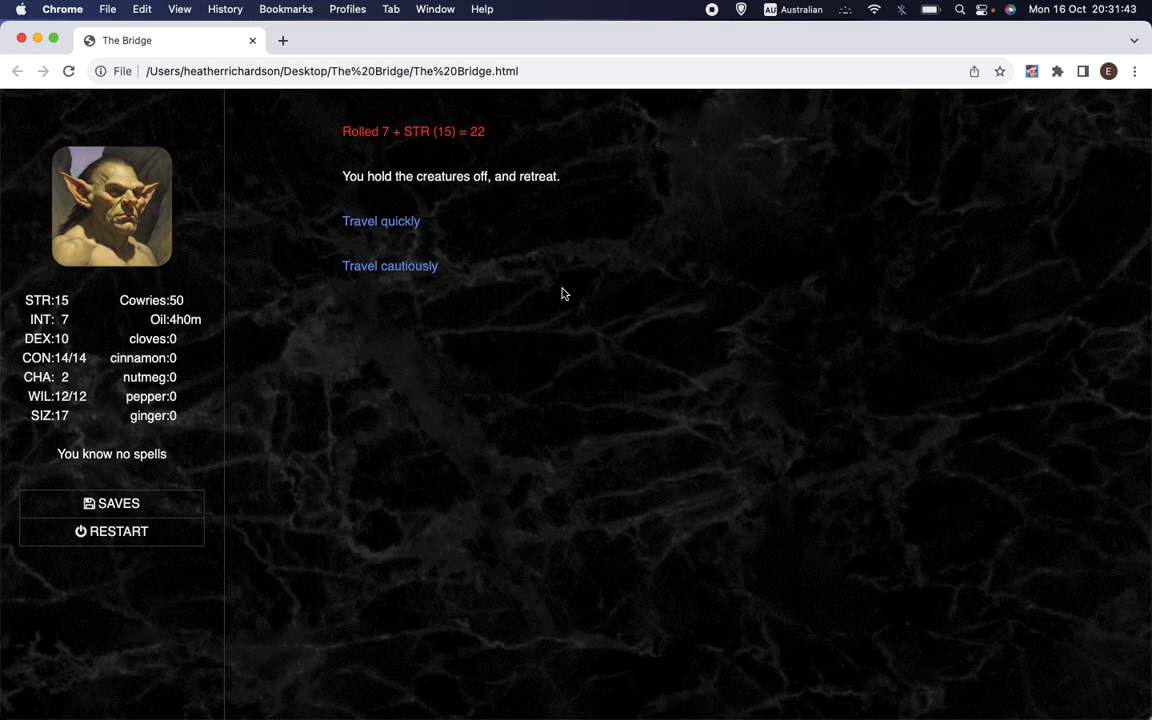 Chrome File Edit View History Bookmarks Profiles Tab Window Help AU Australian Mon 16 Oct 20:31:43
The Bridge
File /Users/heatherrichardson/Desktop/The%20Bridge/The%20Bridge.html E
Rolled 7 + STR (15) = 22
You hold the creatures off, and retreat.
Travel quickly
Travel cautiously
STR:15 Cowries:50
INT: 7 Oil:4h0m
DEX:10 cloves:0
CON:14/14 cinnamon:0
CHA: 2 nutmeg:0
WIL:12/12 pepper:0
SIZ:17 ginger:0
You know no spells
SAVES
RESTART